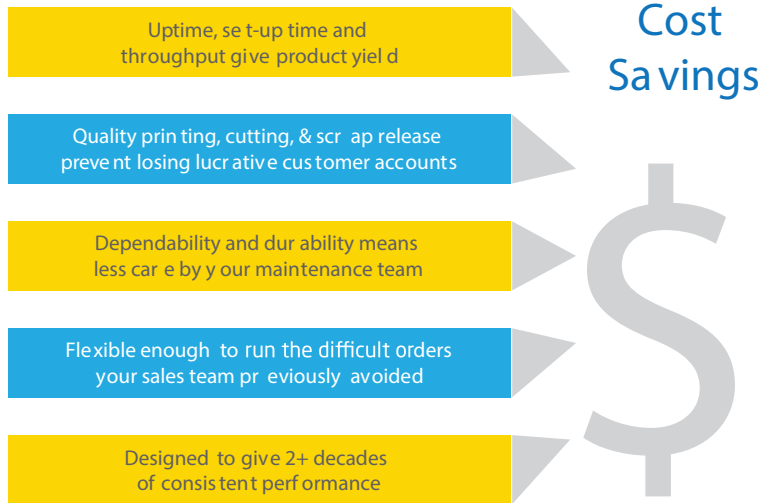 Cost
Savings
Uptime, set-up time and
throughput give product yield
Quality printing, cutting, & scrap release
prevent losing lucrative customer accounts
Dependability and durability means
less care by your maintenance team
Flexible enough to run the difficult orders
your sales team previously avoided
Designed to give 2+ decades
of consistent performance
$